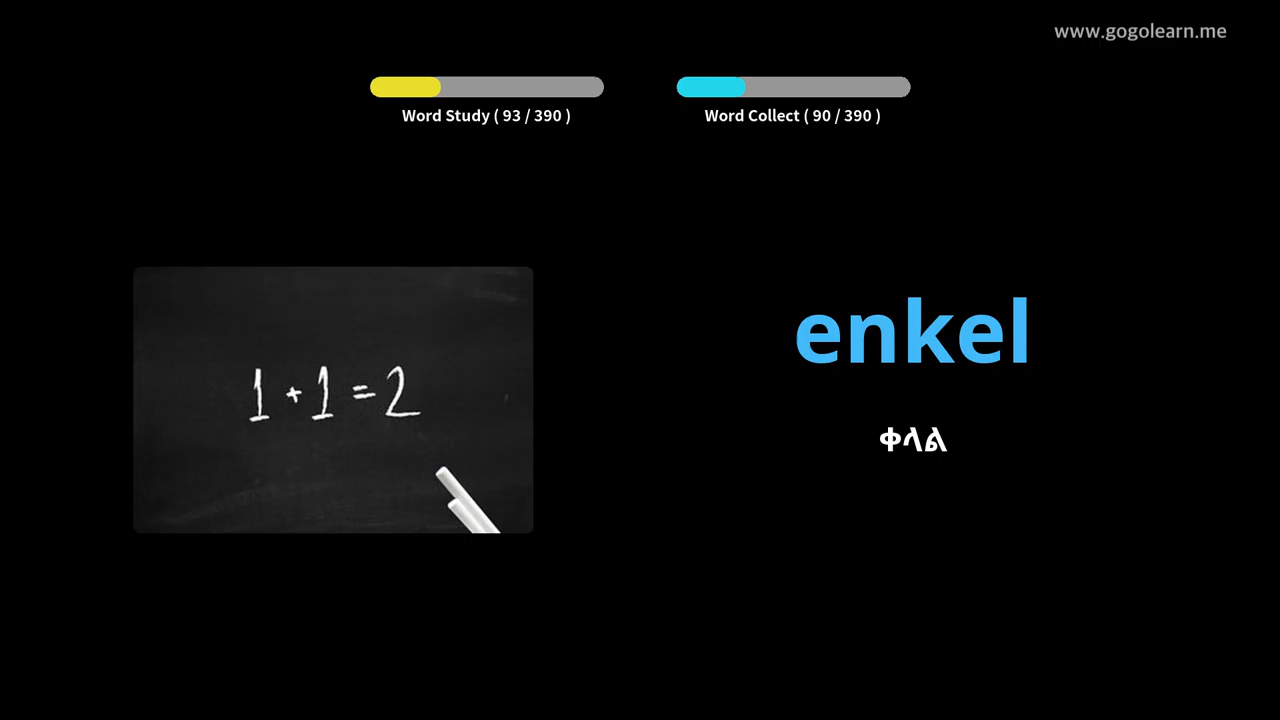 www.gogolearn.me
Word Study ( 93 / 390 )
Word Collect ( 90 / 390 )
1 + 1 = 2
enkel
ቀላል